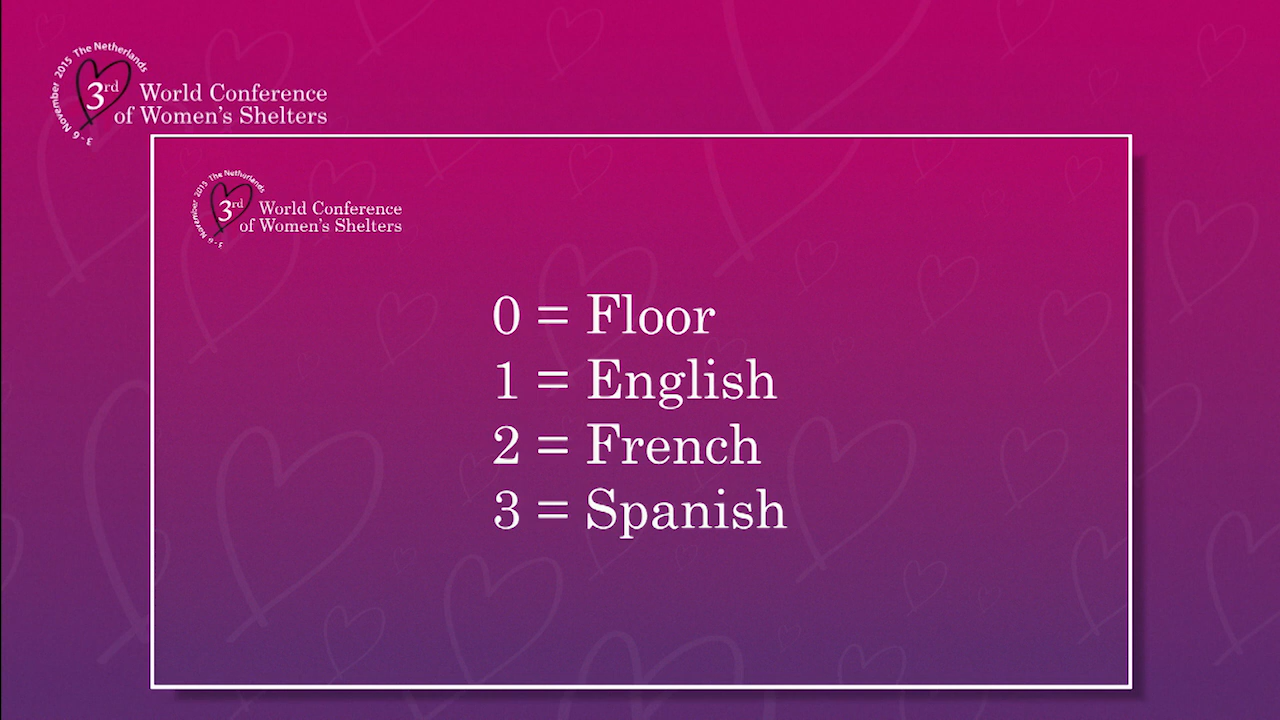 3 - 6 November 2015 The Netherlands
3rd World Conference
of Women's Shelters
3 - 6 November 2015 The Netherlands
3rd World Conference
of Women's Shelters
0 = Floor
1 = English
2 = French
3 = Spanish